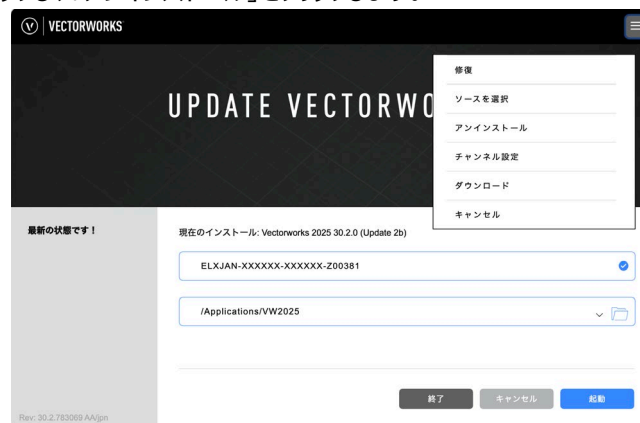 VECTORWORKS
UPDATE VECTORWO
修復
ソースを選択
アンインストール
チャンネル設定
ダウンロード
キャンセル
最新の状態です！
現在のインストール: Vectorworks 2025 30.2.0 (Update 2b)
ELXJAN-XXXXXX-XXXXXX-Z00381
/Applications/VW2025
終了
キャンセル
起動
Rev: 30.2.783069 AA/jpn